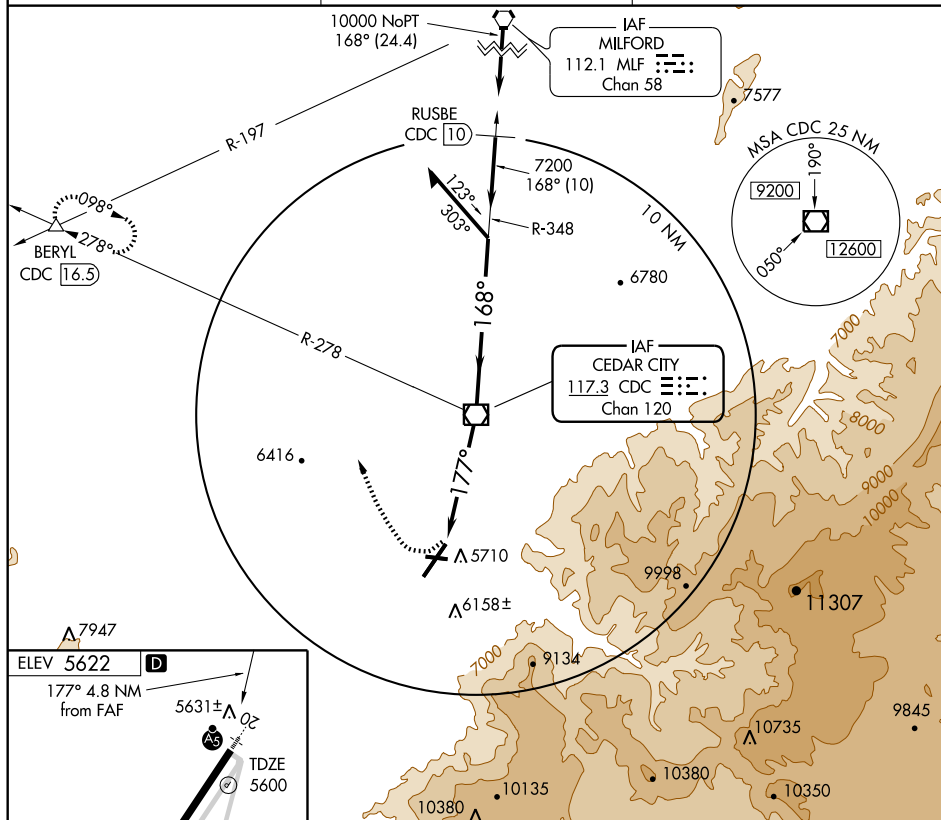 10000 NoPT
168° (24.4)
IAF
MILFORD
112.1 MLF
Chan 58
7577
RUSBE
CDC 10
R-197
MSA CDC 25 NM
190°
9200
050°
12600
7200
168° (10)
123°
303°
R-348
10 NM
098°
278°
BERYL
CDC 16.5
6780
7000
168°
R-278
IAF
CEDAR CITY
117.3 CDC
Chan 120
8000
6416
177°
9000
10000
5710
9998
11307
6158±
7947
7000
9134
ELEV 5622 D
177° 4.8 NM
from FAF
5631±
20
A5
TDZE
5600
P
10735
9845
10380
10135
10380
10350